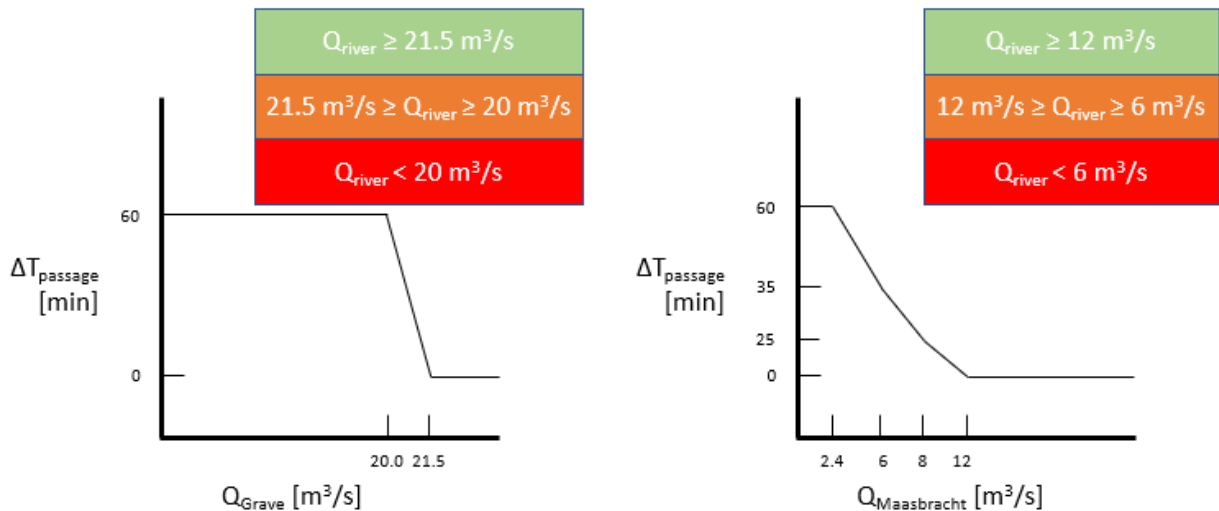 Q_river ≥ 21.5 m³/s
21.5 m³/s ≥ Q_river ≥ 20 m³/s
Q_river < 20 m³/s
60
ΔT_passage
[min]
0
20.0 21.5
Q_Grave [m³/s]
Q_river ≥ 12 m³/s
12 m³/s ≥ Q_river ≥ 6 m³/s
Q_river < 6 m³/s
60
ΔT_passage
[min]
35
25
0
2.4 6 8 12
Q_Maasbracht [m³/s]